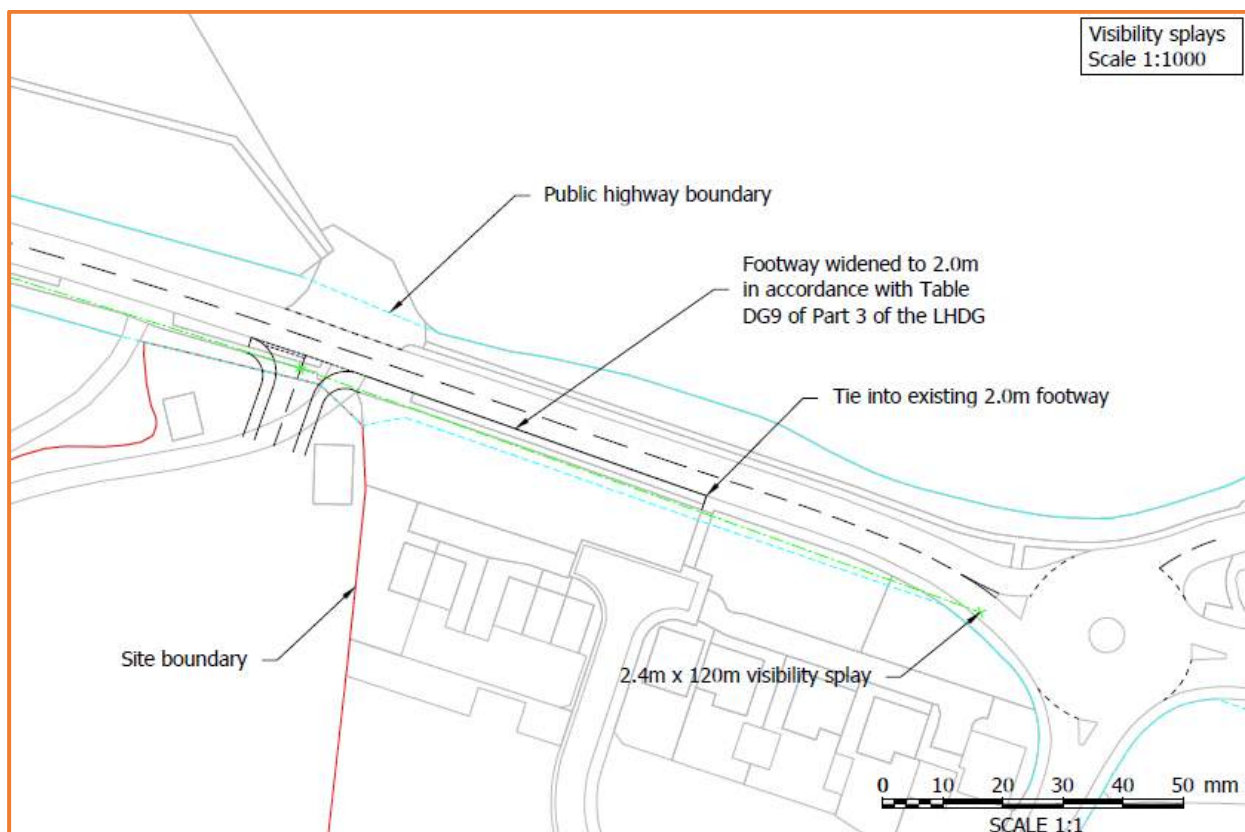 Visibility splays
Scale 1:1000
Public highway boundary
Footway widened to 2.0m
in accordance with Table
DG9 of Part 3 of the LHDG
Tie into existing 2.0m footway
Site boundary
2.4m x 120m visibility splay
0 10 20 30 40 50 mm
SCALE 1:1